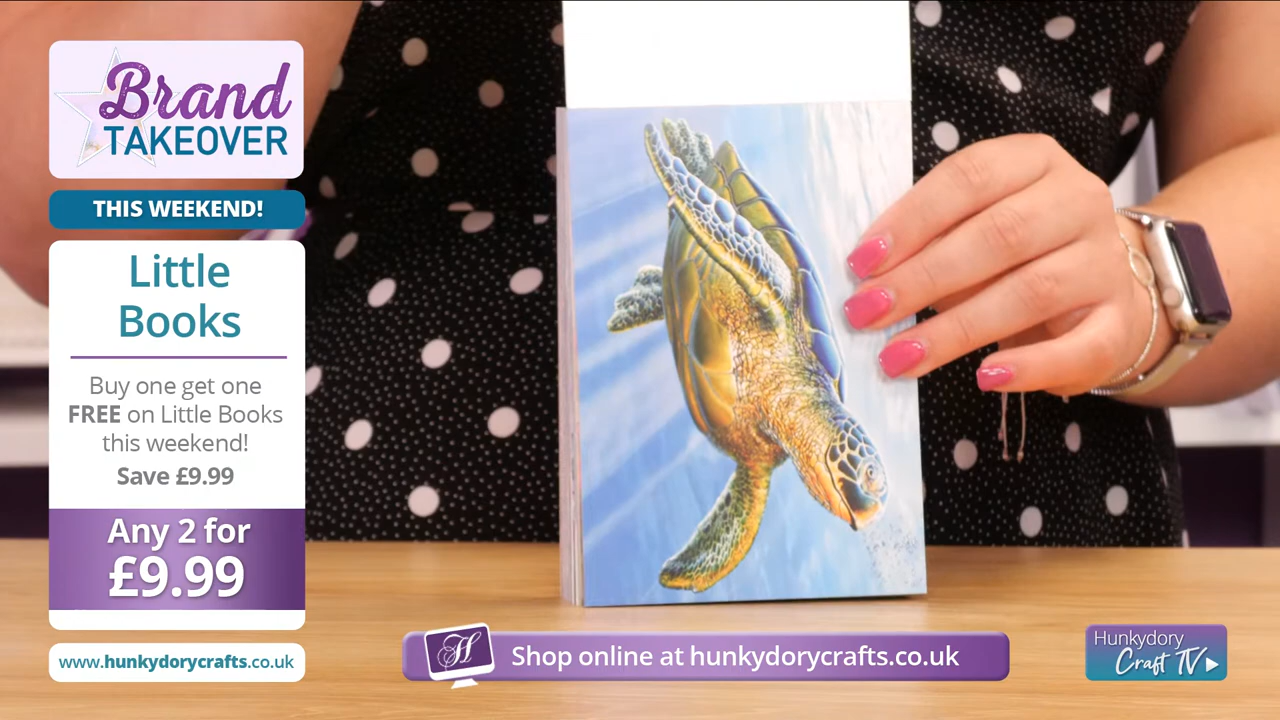 Brand
TAKEOVER
THIS WEEKEND!
Little
Books
Buy one get one
FREE on Little Books
this weekend!
Save £9.99
Any 2 for
£9.99
www.hunkydorycrafts.co.uk
H
Shop online at hunkydorycrafts.co.uk
Hunkydory
Craft TV